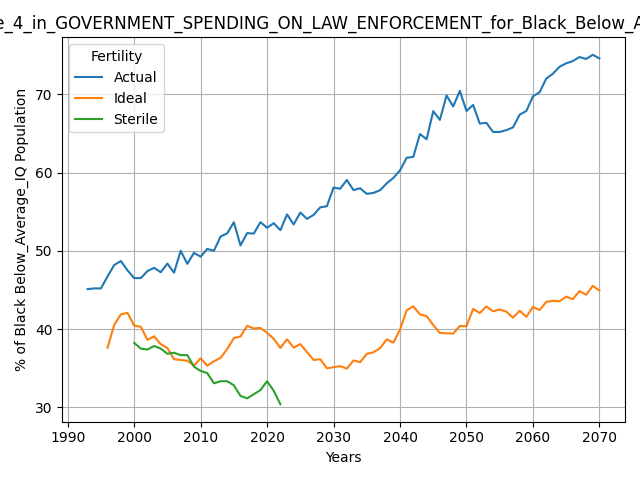 e_4_in_GOVERNMENT_SPENDING_ON_LAW_ENFORCEMENT_for_Black_Below_A
Fertility
Actual
Ideal
Sterile
% of Black Below_Average_IQ Population
70
60
50
40
30
1990 2000 2010 2020 2030 2040 2050 2060 2070
Years